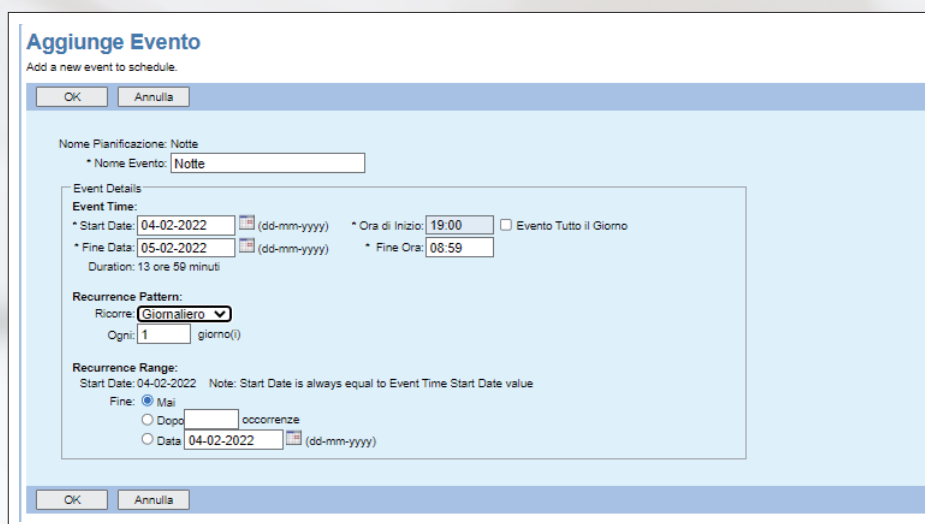 Aggiunge Evento
Add a new event to schedule.
OK Annulla
Nome Pianificazione: Notte
* Nome Evento: Notte
Event Details
Event Time:
* Start Date: 04-02-2022 (dd-mm-yyyy) * Ora di Inizio: 19:00 Evento Tutto il Giorno
* Fine Data: 05-02-2022 (dd-mm-yyyy) * Fine Ora: 08:59
Duration: 13 ore 59 minuti
Recurrence Pattern:
Ricorre: Giornaliero
Ogni: 1 giorno(i)
Recurrence Range:
Start Date: 04-02-2022 Note: Start Date is always equal to Event Time Start Date value
Fine: Mai
Dopo occorrenze
Data 04-02-2022 (dd-mm-yyyy)
OK Annulla